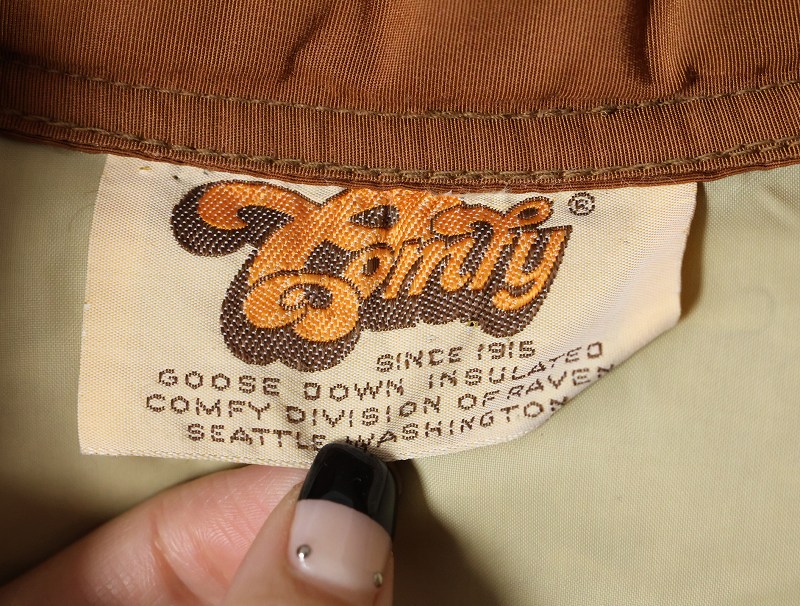 Comfy ®
SINCE 1915
GOOSE DOWN INSULATED
COMFY DIVISION OF RAVEN
SEATTLE WASHINGTON